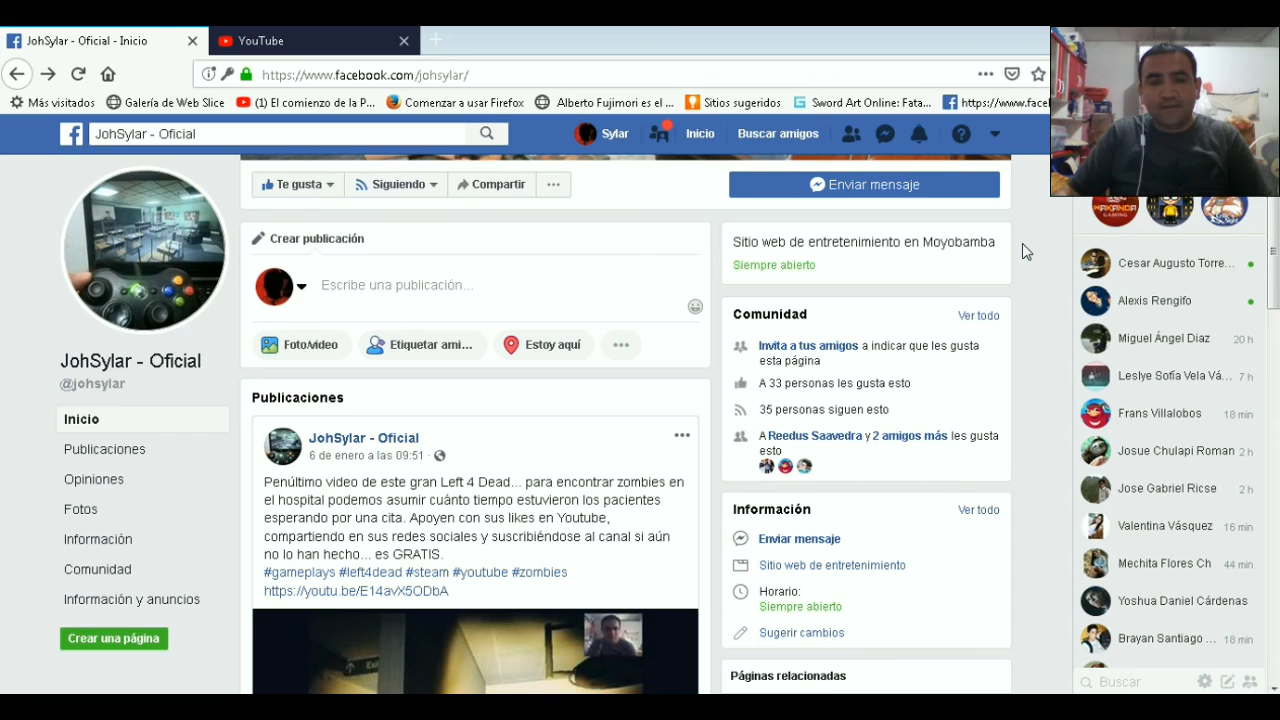 JohSylar - Oficial - Inicio
YouTube
https://www.facebook.com/johsylar/
Más visitados
Galería de Web Slice
(1) El comienzo de la P...
Comenzar a usar Firefox
Alberto Fujimori es el ...
Sitios sugeridos
Sword Art Online: Fata...
https://www.face
JohSylar - Oficial
Sylar
Inicio
Buscar amigos
Te gusta
Siguiendo
Compartir
Enviar mensaje
JohSylar - Oficial
@johsylar
Inicio
Publicaciones
Opiniones
Fotos
Información
Comunidad
Información y anuncios
Crear una página
Crear publicación
Escribe una publicación...
Foto/video
Etiquetar ami...
Estoy aquí
Publicaciones
JohSylar - Oficial
6 de enero a las 09:51
Penúltimo video de este gran Left 4 Dead... para encontrar zombies en
el hospital podemos asumir cuánto tiempo estuvieron los pacientes
esperando por una cita. Apoyen con sus likes en Youtube,
compartiendo en sus redes sociales y suscribiéndose al canal si aún
no lo han hecho... es GRATIS.
#gameplays #left4dead #steam #youtube #zombies
https://youtu.be/E14avX5ODbA
Sitio web de entretenimiento en Moyobamba
Siempre abierto
Comunidad
Ver todo
Invita a tus amigos a indicar que les gusta
esta página
A 33 personas les gusta esto
35 personas siguen esto
A Reedus Saavedra y 2 amigos más les gusta
esto
Información
Ver todo
Enviar mensaje
Sitio web de entretenimiento
Horario:
Siempre abierto
Sugerir cambios
Páginas relacionadas
Cesar Augusto Torre...
Alexis Rengifo
Miguel Ángel Diaz 20 h
Leslye Sofía Vela Vá... 7 h
Frans Villalobos 18 min
Josue Chulapi Roman 2 h
Jose Gabriel Ricse 2 h
Valentina Vásquez 16 min
Mechita Flores Ch 44 min
Yoshua Daniel Cárdenas
Brayan Santiago ... 18 min
Buscar